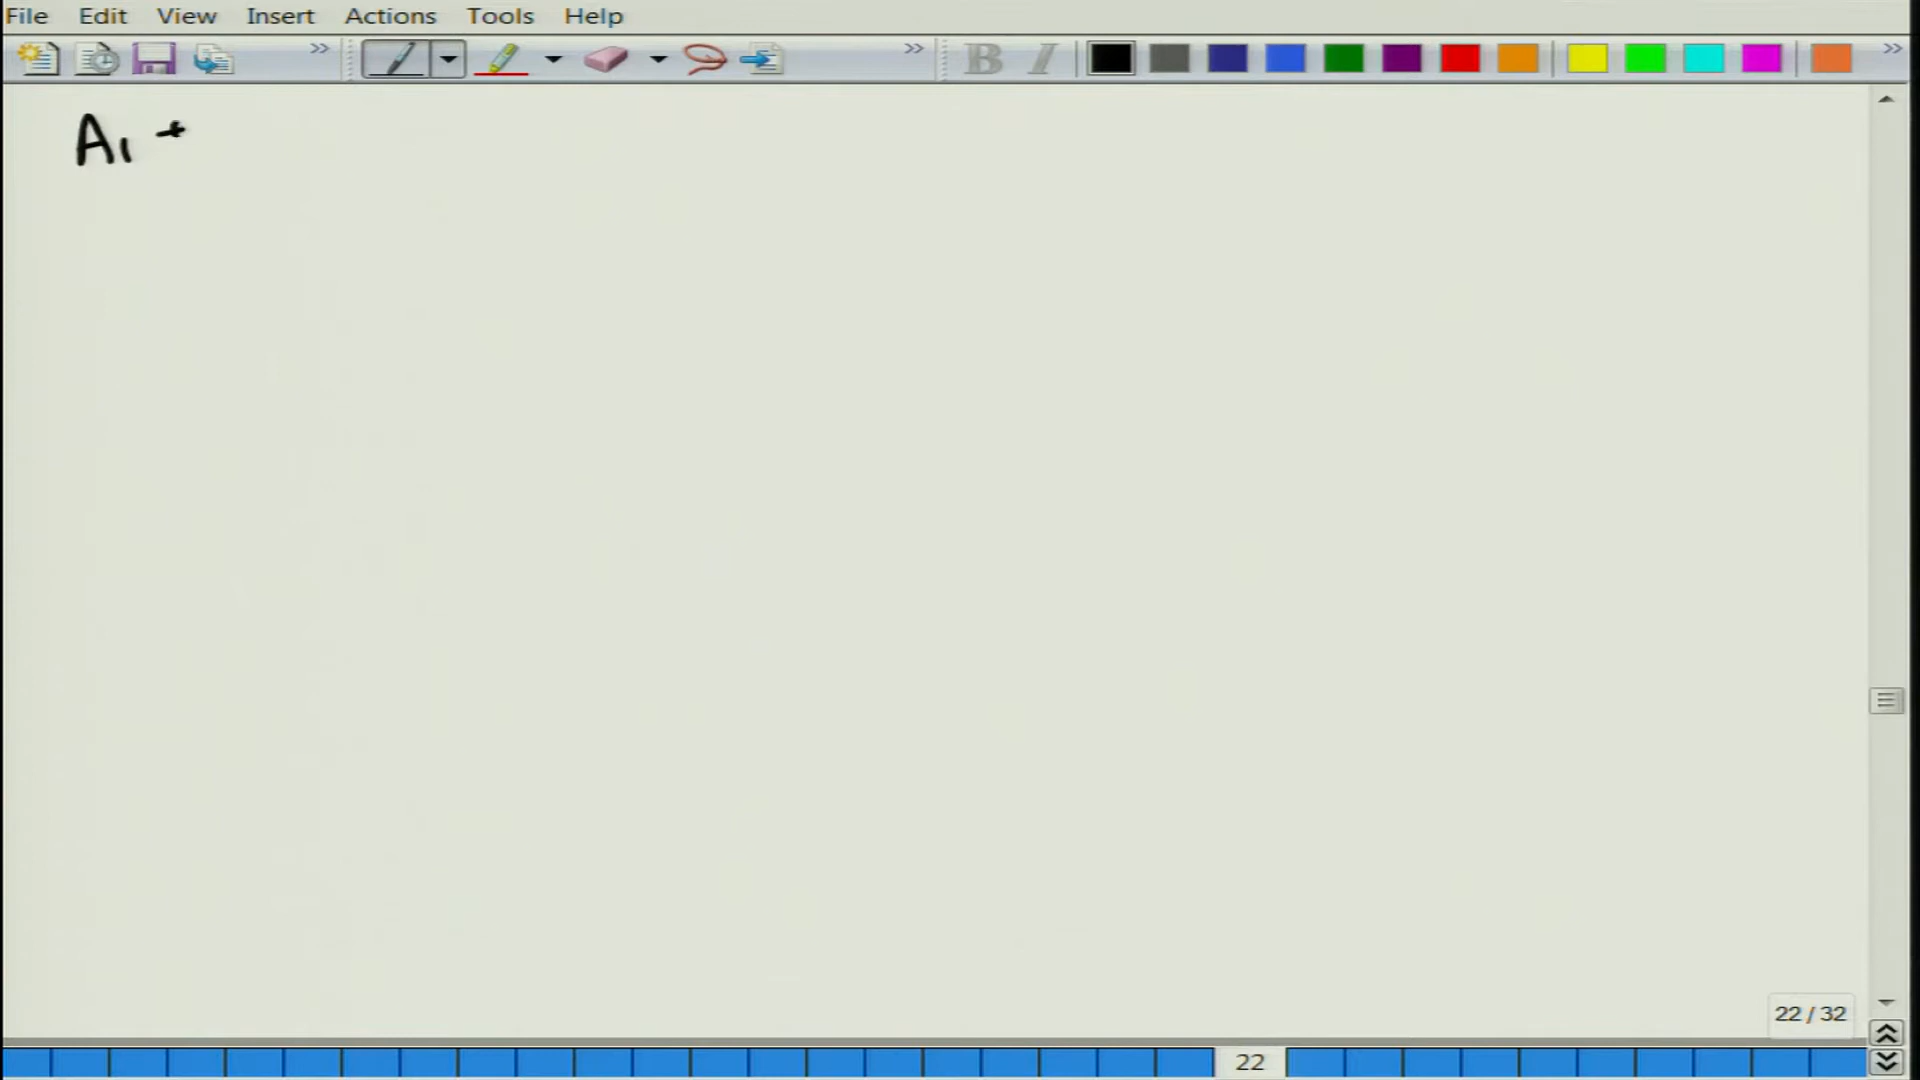 File Edit View Insert Actions Tools Help
B I
A₁ +
22 / 32
22